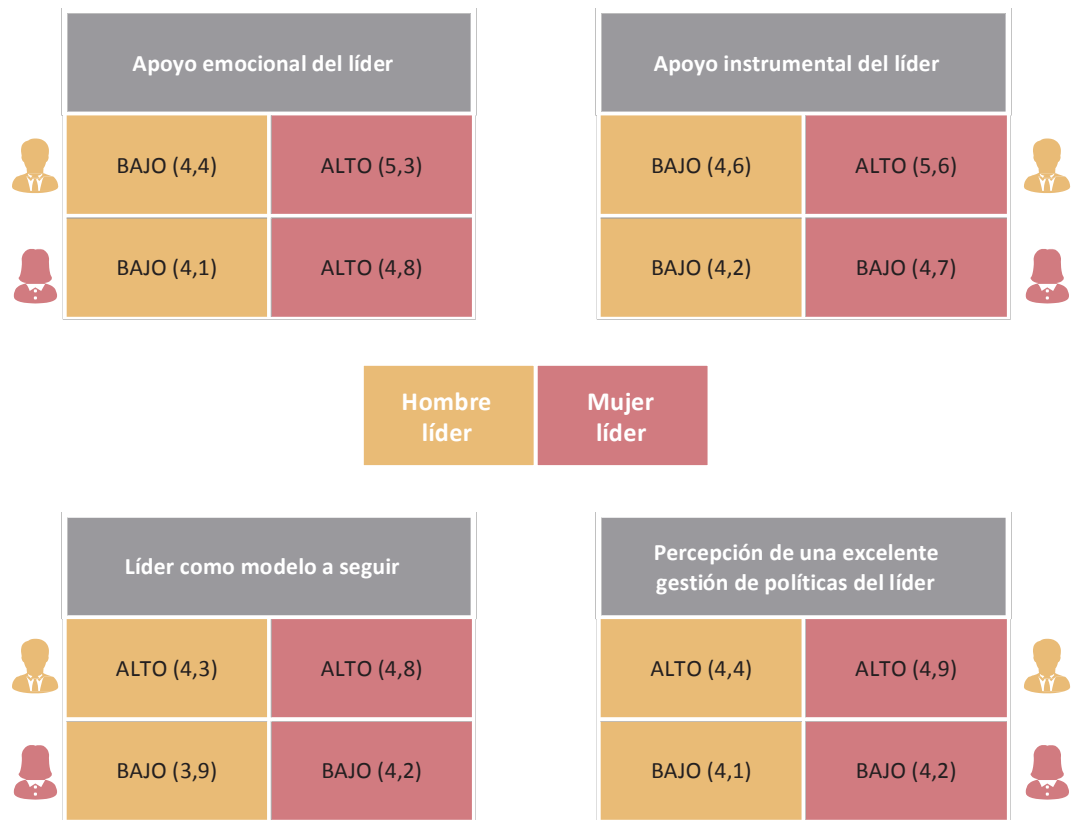 Apoyo emocional del líder
BAJO (4,4)
ALTO (5,3)
BAJO (4,1)
ALTO (4,8)
Apoyo instrumental del líder
BAJO (4,6)
ALTO (5,6)
BAJO (4,2)
BAJO (4,7)
Hombre
líder
Mujer
líder
Líder como modelo a seguir
ALTO (4,3)
ALTO (4,8)
BAJO (3,9)
BAJO (4,2)
Percepción de una excelente
gestión de políticas del líder
ALTO (4,4)
ALTO (4,9)
BAJO (4,1)
BAJO (4,2)